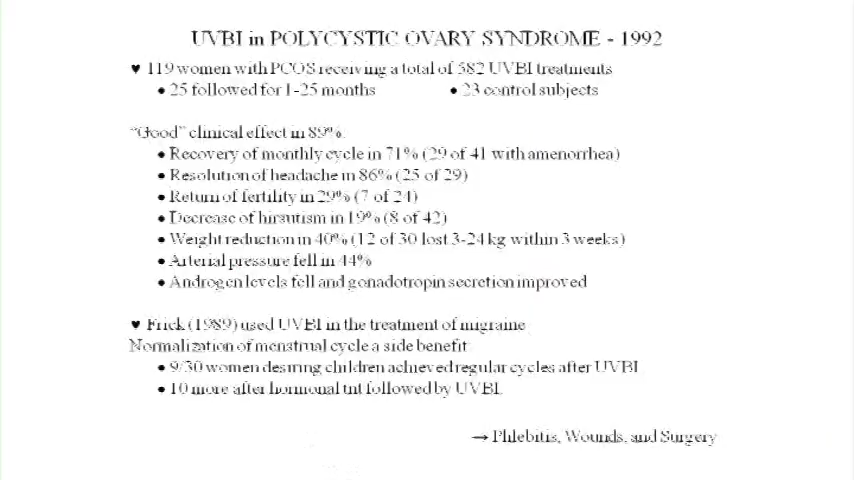 UVBI in POLYCYSTIC OVARY SYNDROME - 1992
♥ 119 women with PCOS receiving a total of 582 UVBI treatments
● 25 followed for 1-25 months ● 23 control subjects
“Good” clinical effect in 89%:
● Recovery of monthly cycle in 71% (29 of 41 with amenorrhea)
● Resolution of headache in 86% (25 of 29)
● Return of fertility in 29% (7 of 24)
● Decrease of hirsutism in 19% (8 of 42)
● Weight reduction in 40% (12 of 30 lost 3-24 kg within 3 weeks)
● Arterial pressure fell in 44%
● Androgen levels fell and gonadotropin secretion improved
♥ Frick (1989) used UVBI in the treatment of migraine
Normalization of menstrual cycle a side benefit
● 9/30 women desiring children achieved regular cycles after UVBI
● 10 more after hormonal tnt followed by UVBI.
→ Phlebitis, Wounds, and Surgery